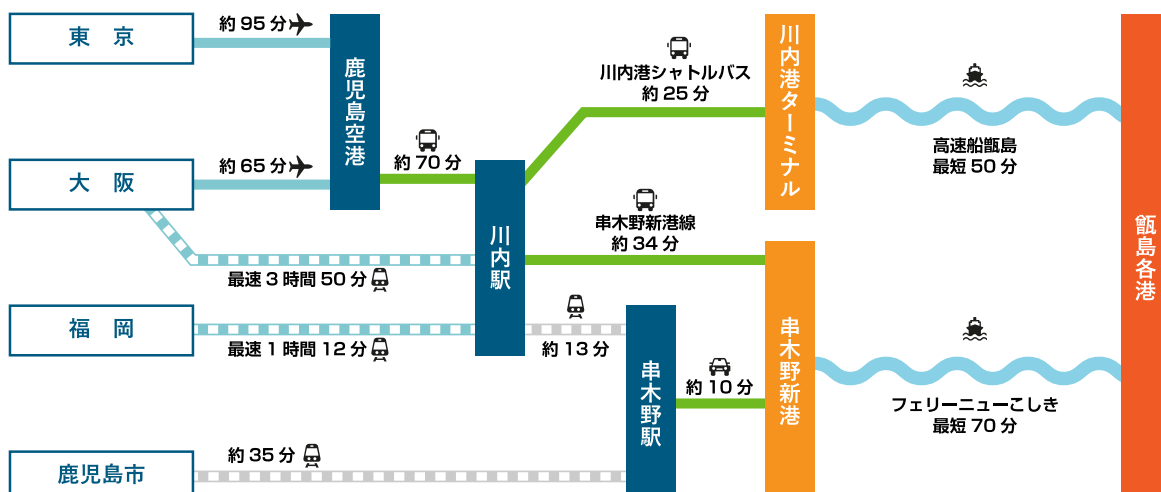 東 京
約 95 分
鹿児島空港
大 阪
約 65 分
約 70 分
最速 3 時間 50 分
川内駅
福 岡
最速 1 時間 12 分
鹿児島市
約 35 分
川内港シャトルバス
約 25 分
串木野新港線
約 34 分
約 13 分
串木野駅
約 10 分
川内港ターミナル
串木野新港
高速船甑島
最短 50 分
フェリーニューこしき
最短 70 分
甑島各港